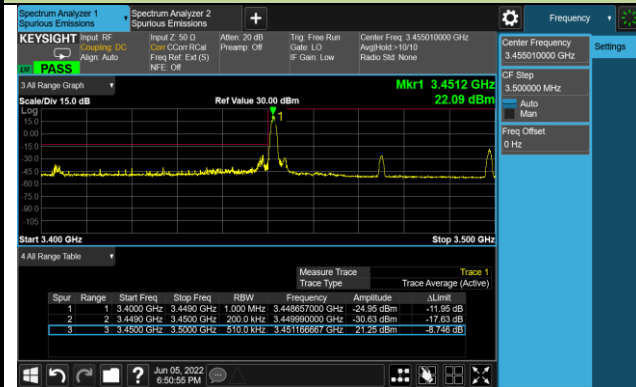 Spectrum Analyzer 1
Spurious Emissions
Spectrum Analyzer 2
Spurious Emissions
+
Frequency
KEYSIGHT
Input: RF
Coupling: DC
Align: Auto
Input Z: 50 Ω
Corr CCorr RCal
Freq Ref: Ext (S)
NFE: Off
Atten: 20 dB
Preamp: Off
Trig: Free Run
Gate: LO
IF Gain: Low
Center Freq: 3.455010000 GHz
Avg|Hold:>10/10
Radio Std: None
PASS
Center Frequency
3.455010000 GHz
Settings
CF Step
3.500000 MHz
Auto
Man
Freq Offset
0 Hz
3 All Range Graph
Mkr1 3.4512 GHz
Scale/Div 15.0 dB
Ref Value 30.00 dBm
22.09 dBm
Log
1
15.0
0.00
-15.0
-30.0
-45.0
-60.0
-75.0
-90.0
-105
Start 3.400 GHz
Stop 3.500 GHz
4 All Range Table
Measure Trace Trace 1
Trace Type Trace Average (Active)
Spur Range Start Freq Stop Freq RBW Frequency Amplitude ΔLimit
1 1 3.4000 GHz 3.4490 GHz 1.000 MHz 3.448657000 GHz -24.95 dBm -11.95 dB
2 2 3.4490 GHz 3.4500 GHz 200.0 kHz 3.449990000 GHz -30.63 dBm -17.63 dB
3 3 3.4500 GHz 3.5000 GHz 510.0 kHz 3.451166667 GHz 21.25 dBm -8.746 dB
?
Jun 05, 2022
6:50:55 PM